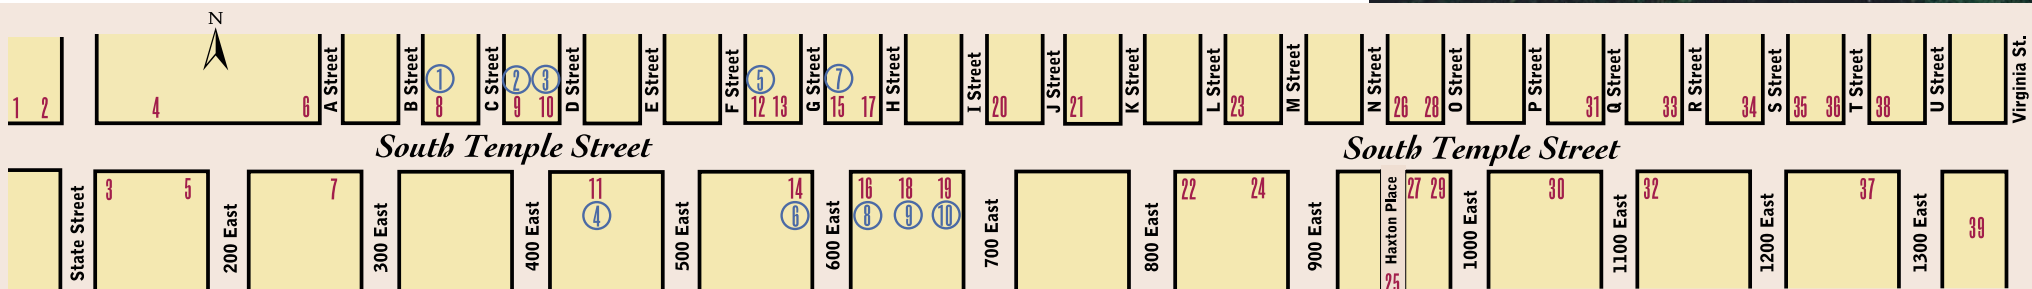 N
A Street
B Street
C Street
D Street
E Street
F Street
G Street
H Street
I Street
J Street
K Street
L Street
M Street
N Street
O Street
P Street
Q Street
R Street
S Street
T Street
U Street
Virginia St.
1 2 3 5 7
1 2 4 6 8 9 10 12 13 15 17 20 21 23 26 28 31 33 34 35 36 38
South Temple Street South Temple Street
3 5 7 11 14 16 18 19 22 24 27 29 30 32 37
4 6 8 9 10
39
State Street
200 East
300 East
400 East
500 East
600 East
700 East
800 East
900 East
Haxton Place
1000 East
1100 East
1200 East
1300 East
25